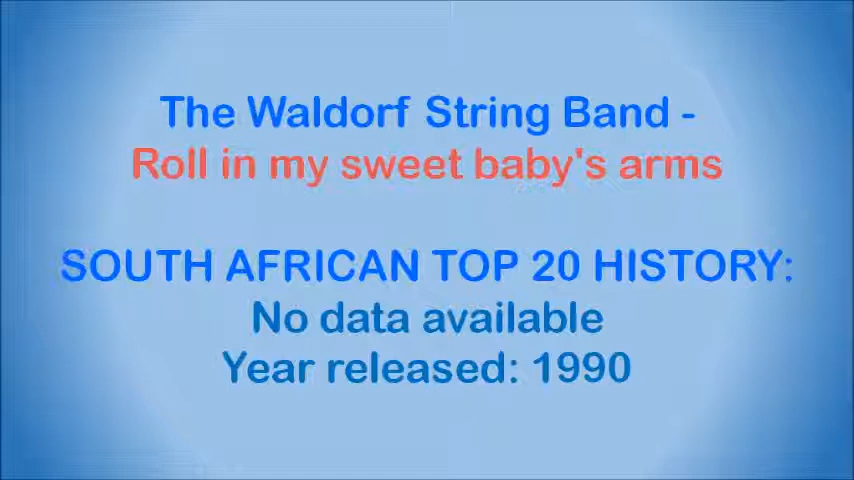 The Waldorf String Band -
Roll in my sweet baby's arms
SOUTH AFRICAN TOP 20 HISTORY:
No data available
Year released: 1990